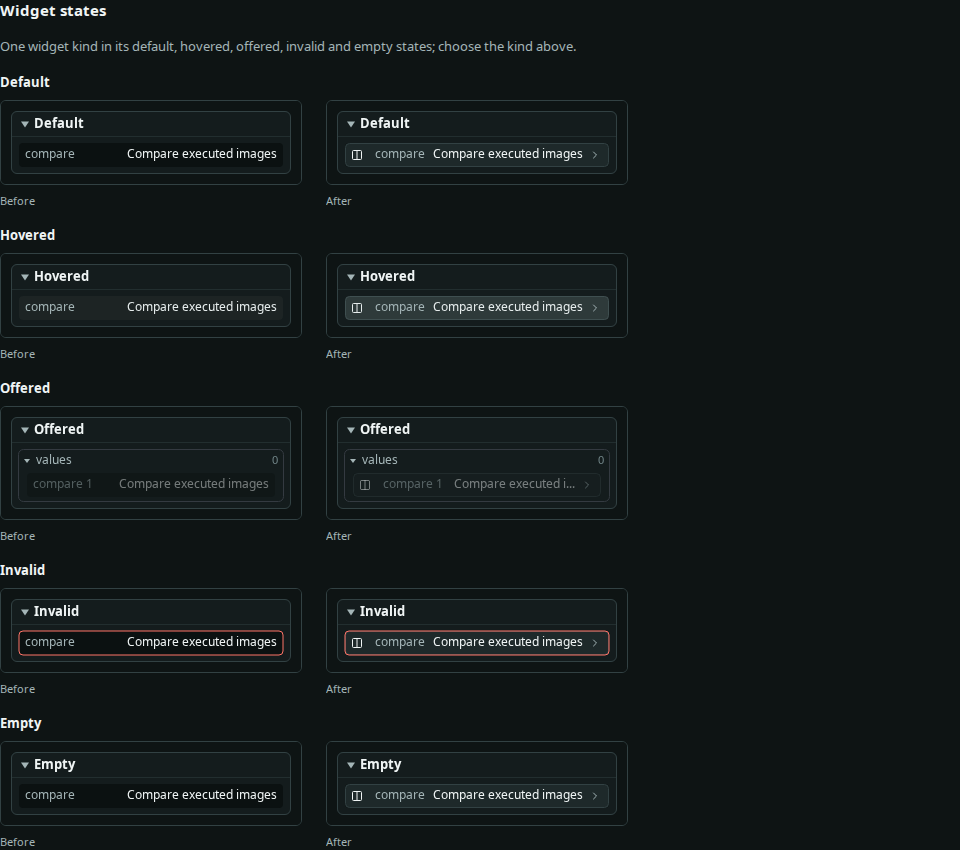 Widget states
One widget kind in its default, hovered, offered, invalid and empty states; choose the kind above.
Default
Default
compare Compare executed images
Before
Default
compare Compare executed images
After
Hovered
Hovered
compare Compare executed images
Before
Hovered
compare Compare executed images
After
Offered
Offered
values 0
compare 1 Compare executed images
Before
Offered
values 0
compare 1 Compare executed i...
After
Invalid
Invalid
compare Compare executed images
Before
Invalid
compare Compare executed images
After
Empty
Empty
compare Compare executed images
Before
Empty
compare Compare executed images
After